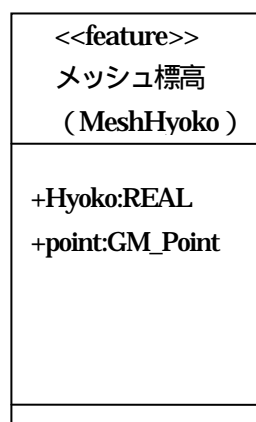 <<feature>>
メッシュ標高
（MeshHyoko）
+Hyoko:REAL
+point:GM_Point